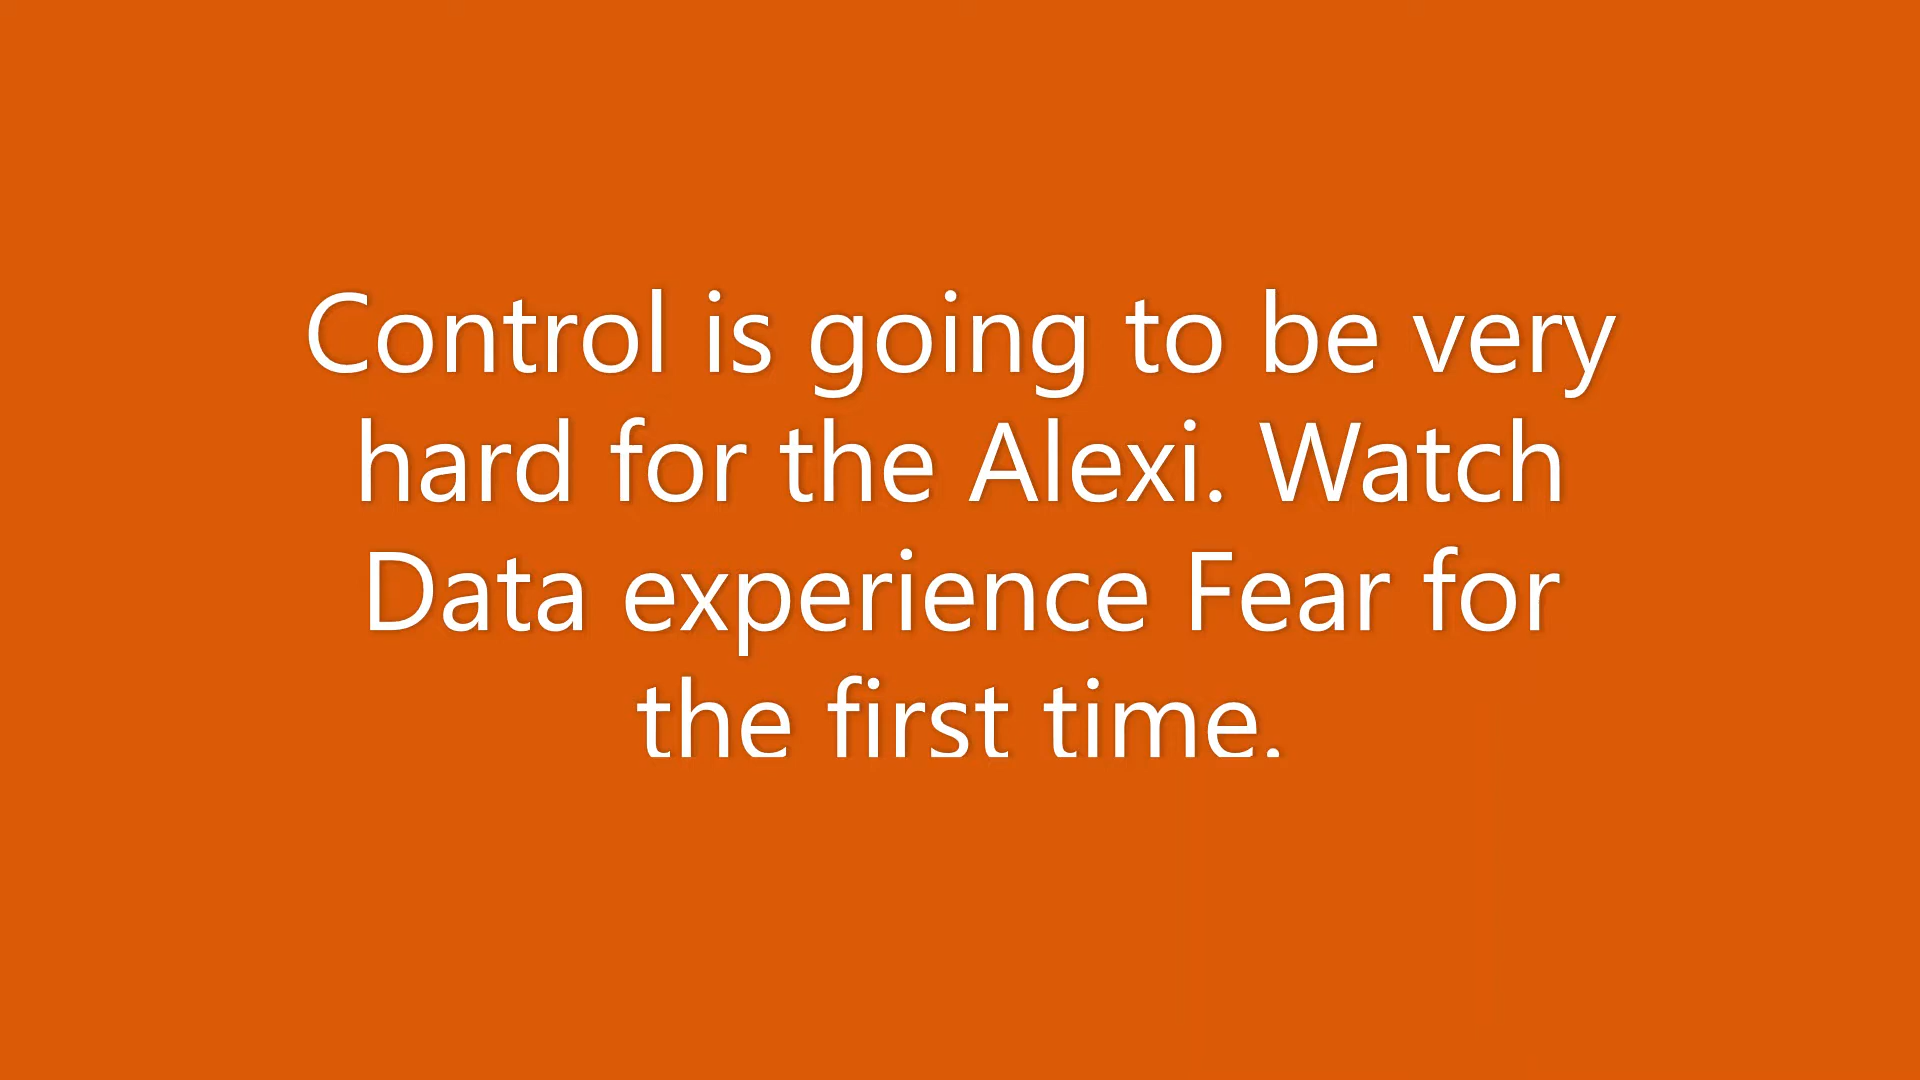 Control is going to be very
hard for the Alexi. Watch
Data experience Fear for
the first time.